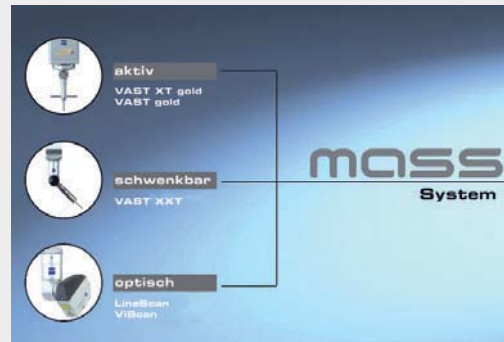 aktiv
VAST XT gold
VAST gold
schwenkbar
VAST XXT
mass
System
optisch
LineScan
ViScan